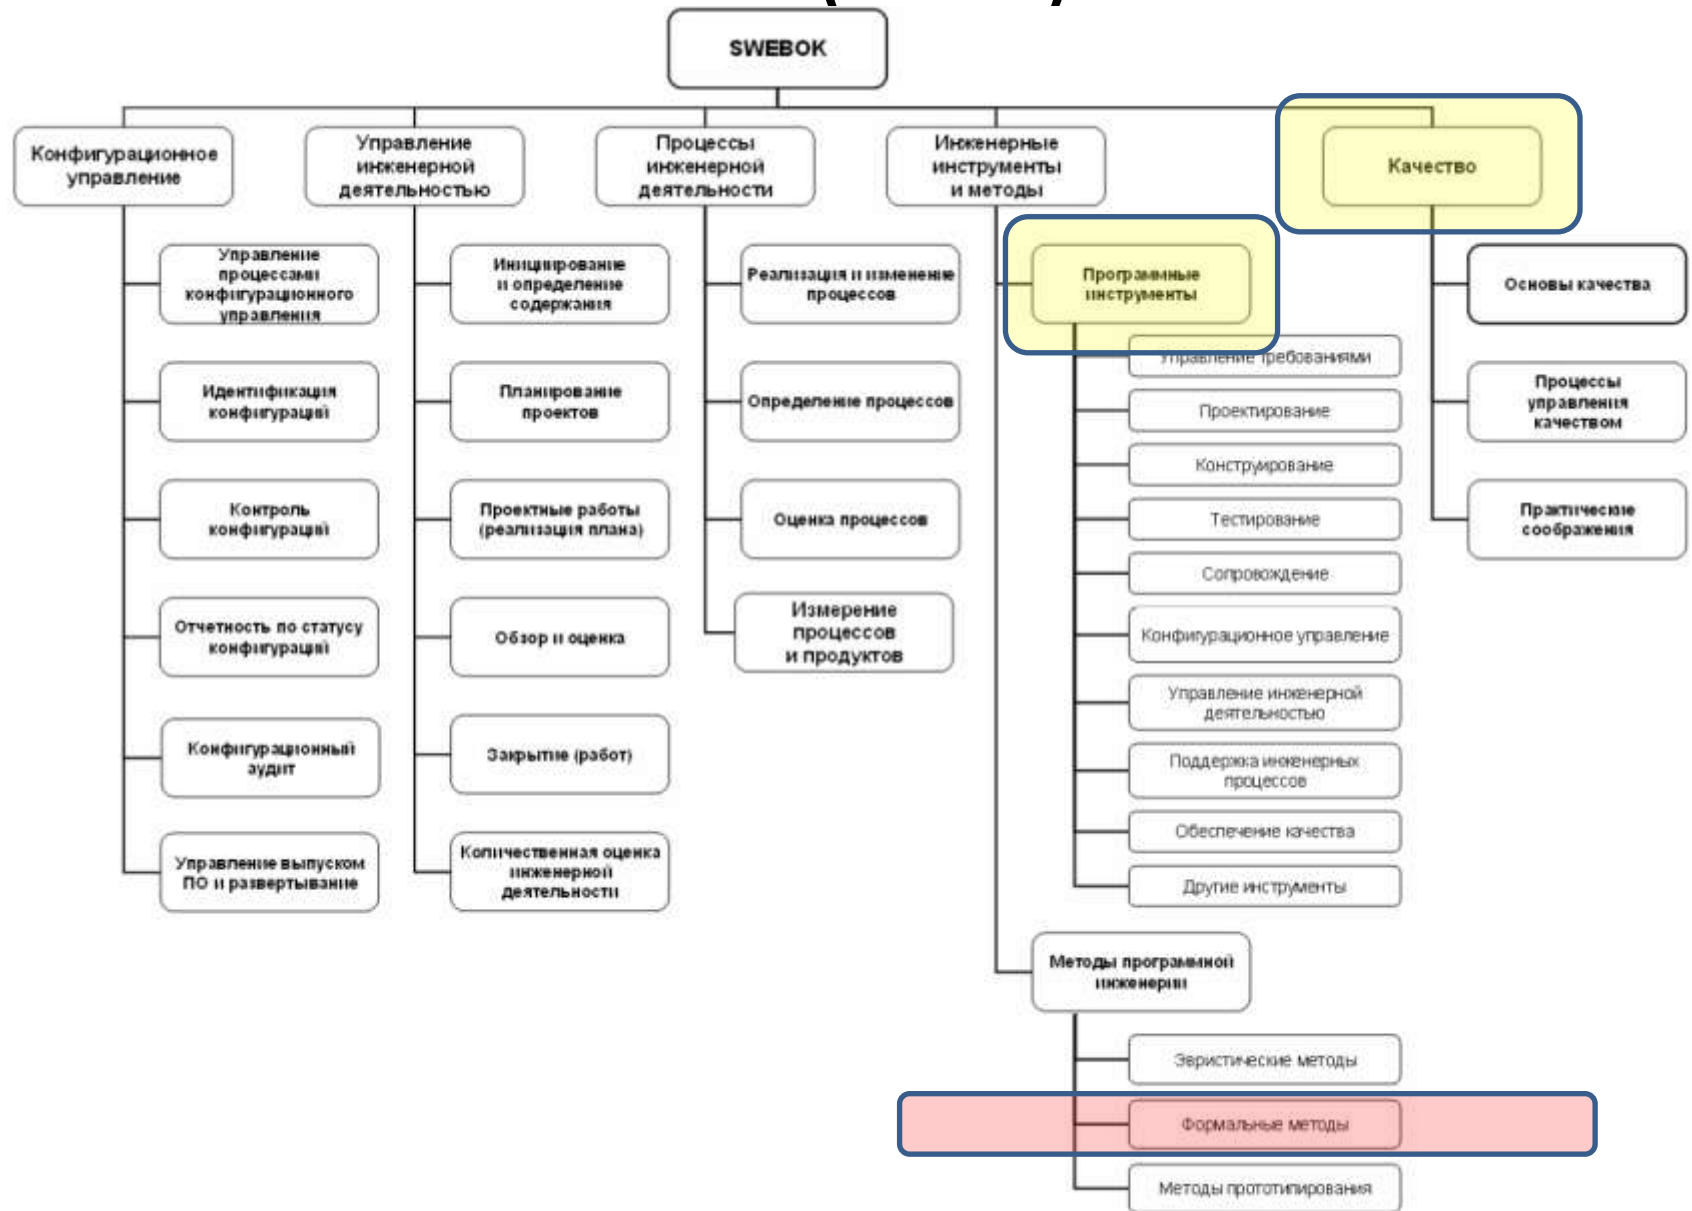 SWEBOK
Конфигурационное
управление
Управление
инженерной
деятельностью
Процессы
инженерной
деятельности
Инженерные
инструменты
и методы
Качество
Управление
процессами
конфигурационного
управления
Идентификация
конфигураций
Контроль
конфигураций
Отчетность по статусу
конфигураций
Конфигурационный
аудит
Управление выпуском
ПО и развертывание
Инициирование
и определение
содержания
Планирование
проектов
Проектные работы
(реализация плана)
Обзор и оценка
Закрытие (работ)
Количественная оценка
инженерной
деятельности
Реализация и изменение
процессов
Определение процессов
Оценка процессов
Измерение
процессов
и продуктов
Программные
инструменты
Управление требованиями
Проектирование
Конструирование
Тестирование
Сопровождение
Конфигурационное управление
Управление инженерной
деятельностью
Поддержка инженерных
процессов
Обеспечение качества
Другие инструменты
Методы программной
инженерии
Эвристические методы
Формальные методы
Методы прототипирования
Основы качества
Процессы
управления
качеством
Практические
соображения